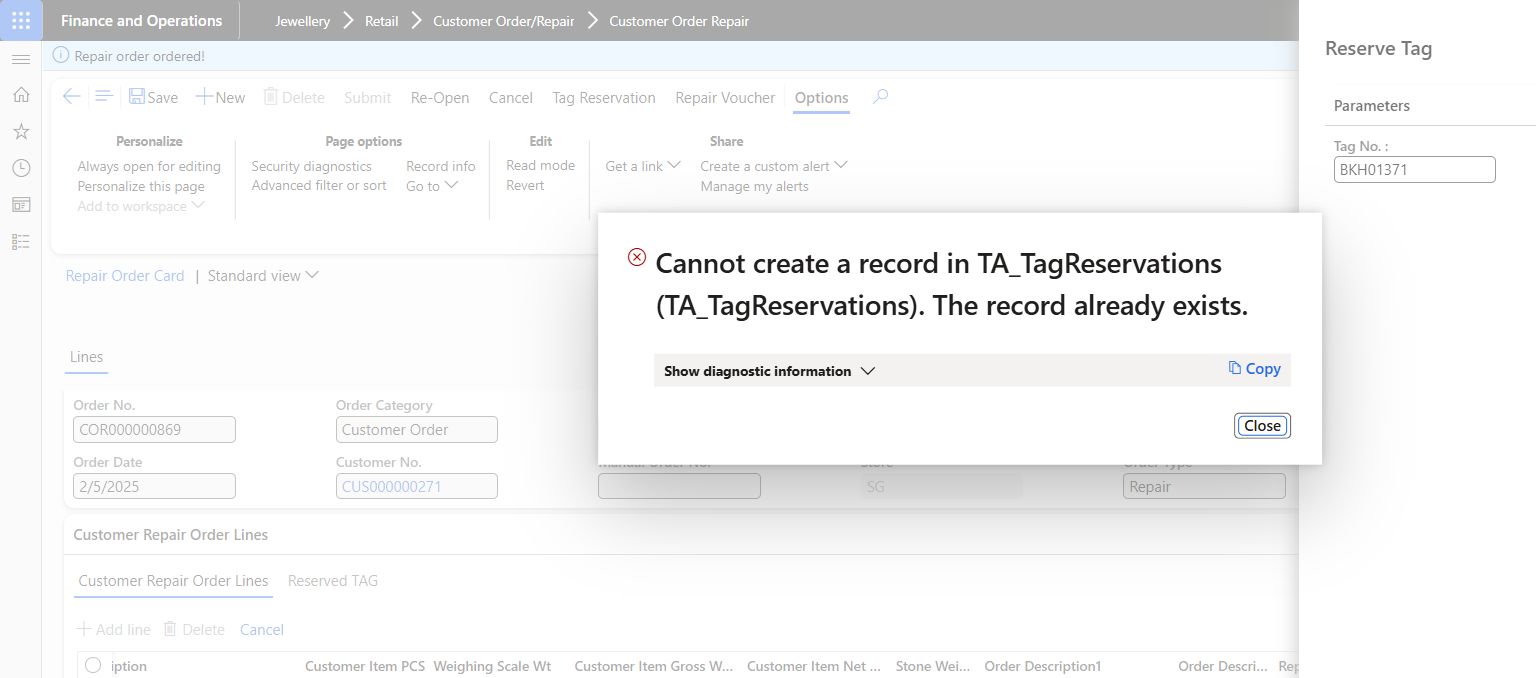 Finance and Operations
Jewellery Retail Customer Order/Repair Customer Order Repair
Repair order ordered!
Save New Delete Submit Re-Open Cancel Tag Reservation Repair Voucher Options
Personalize
Always open for editing
Personalize this page
Add to workspace
Page options
Security diagnostics
Advanced filter or sort
Record info
Go to
Edit
Read mode
Revert
Share
Get a link
Create a custom alert
Manage my alerts
Repair Order Card | Standard view
Lines
Order No.
COR000000869
Order Category
Customer Order
Order Date
2/5/2025
Customer No.
CUS000000271
Manual Order No.
Store
SG
Order Type
Repair
Customer Repair Order Lines
Customer Repair Order Lines Reserved TAG
Add line Delete Cancel
iption Customer Item PCS Weighing Scale Wt Customer Item Gross W... Customer Item Net ... Stone Wei... Order Description1 Order Descri... Rep
Cannot create a record in TA_TagReservations
(TA_TagReservations). The record already exists.
Show diagnostic information
Copy
Close
Reserve Tag
Parameters
Tag No. :
BKH01371